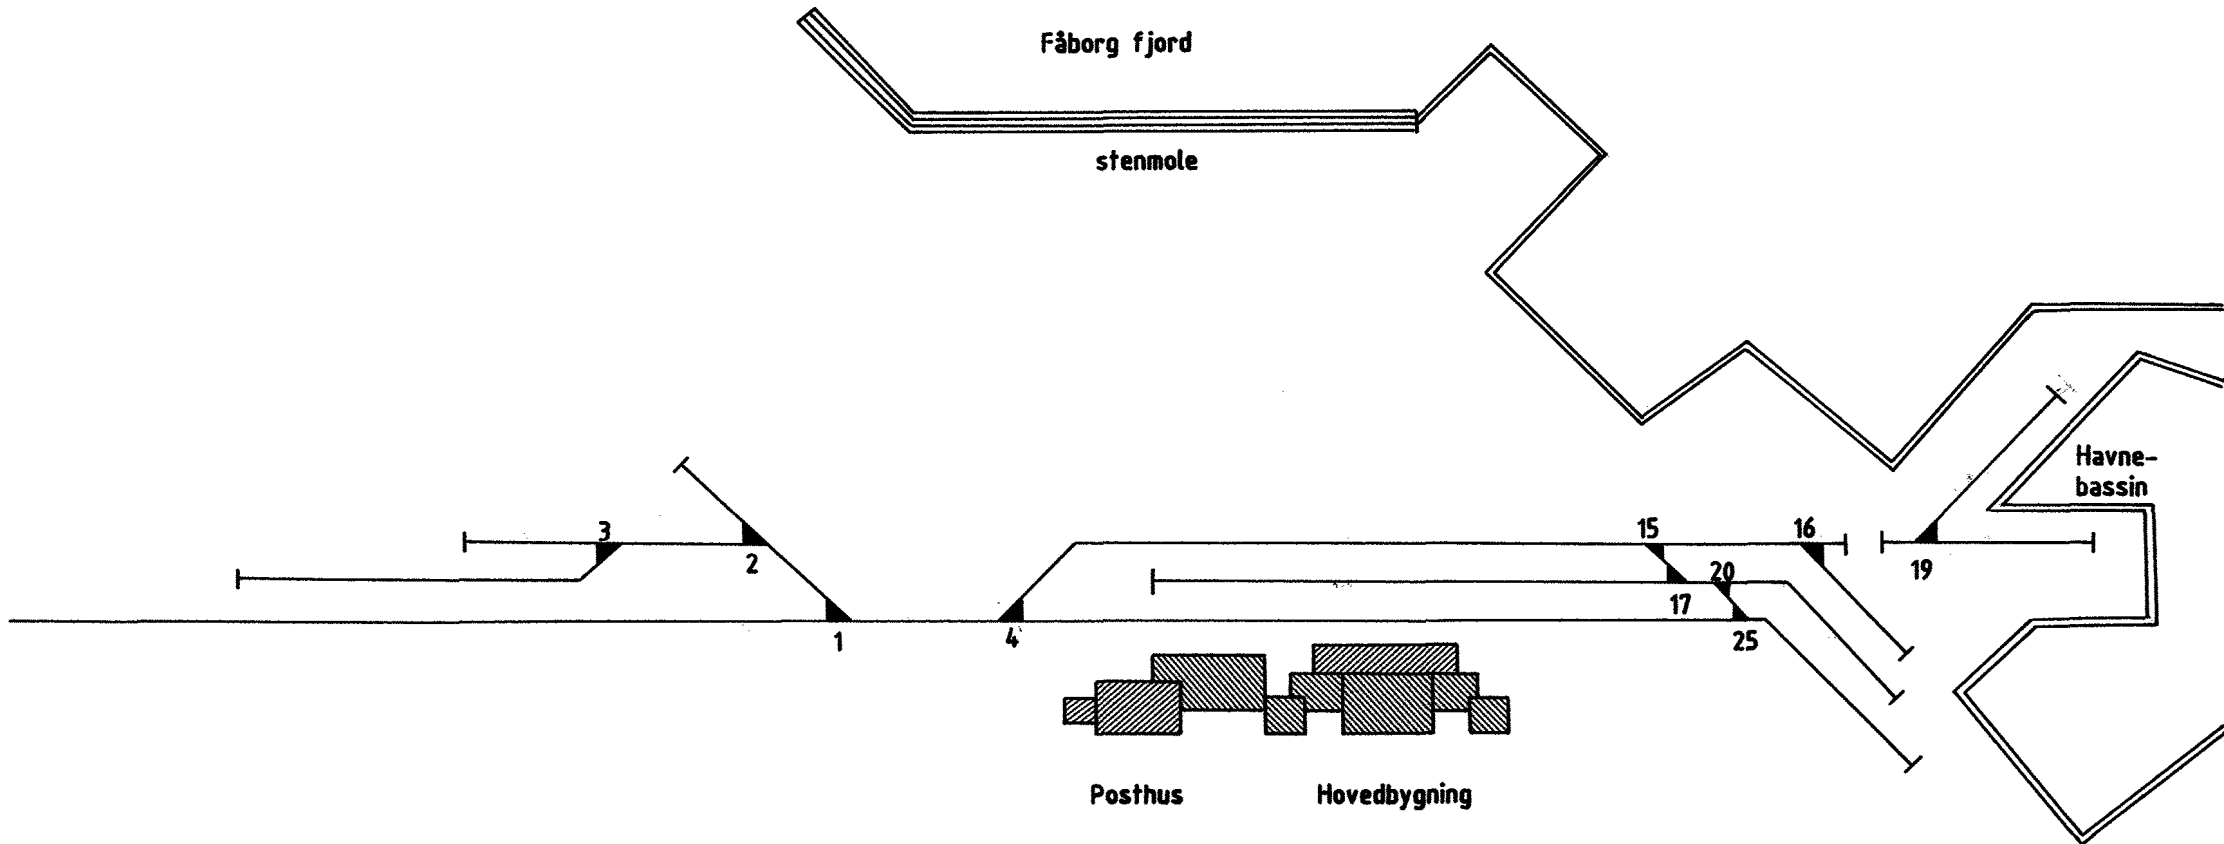 Fåborg fjord
stenmole
Havne-
bassin
3
2
15
16
19
20
17
1
4
25
Posthus
Hovedbygning